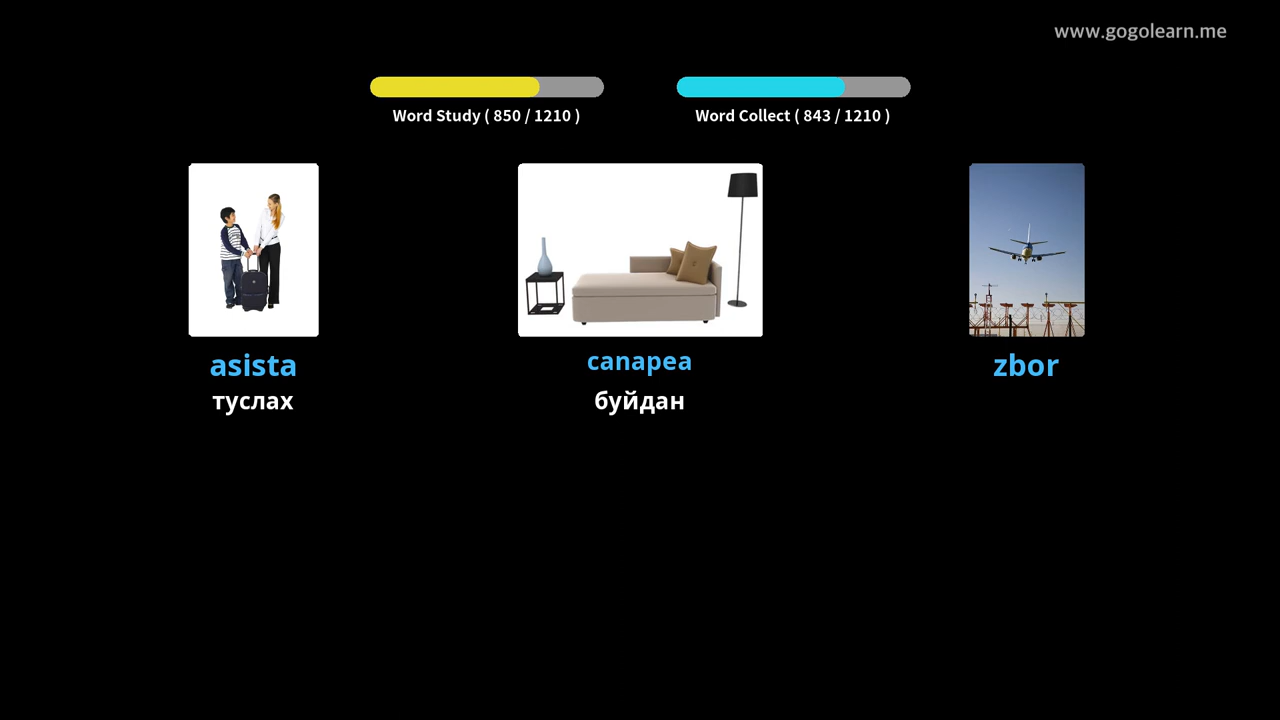 www.gogolearn.me
Word Study ( 850 / 1210 )
Word Collect ( 843 / 1210 )
asista
туслах
canapea
буйдан
zbor